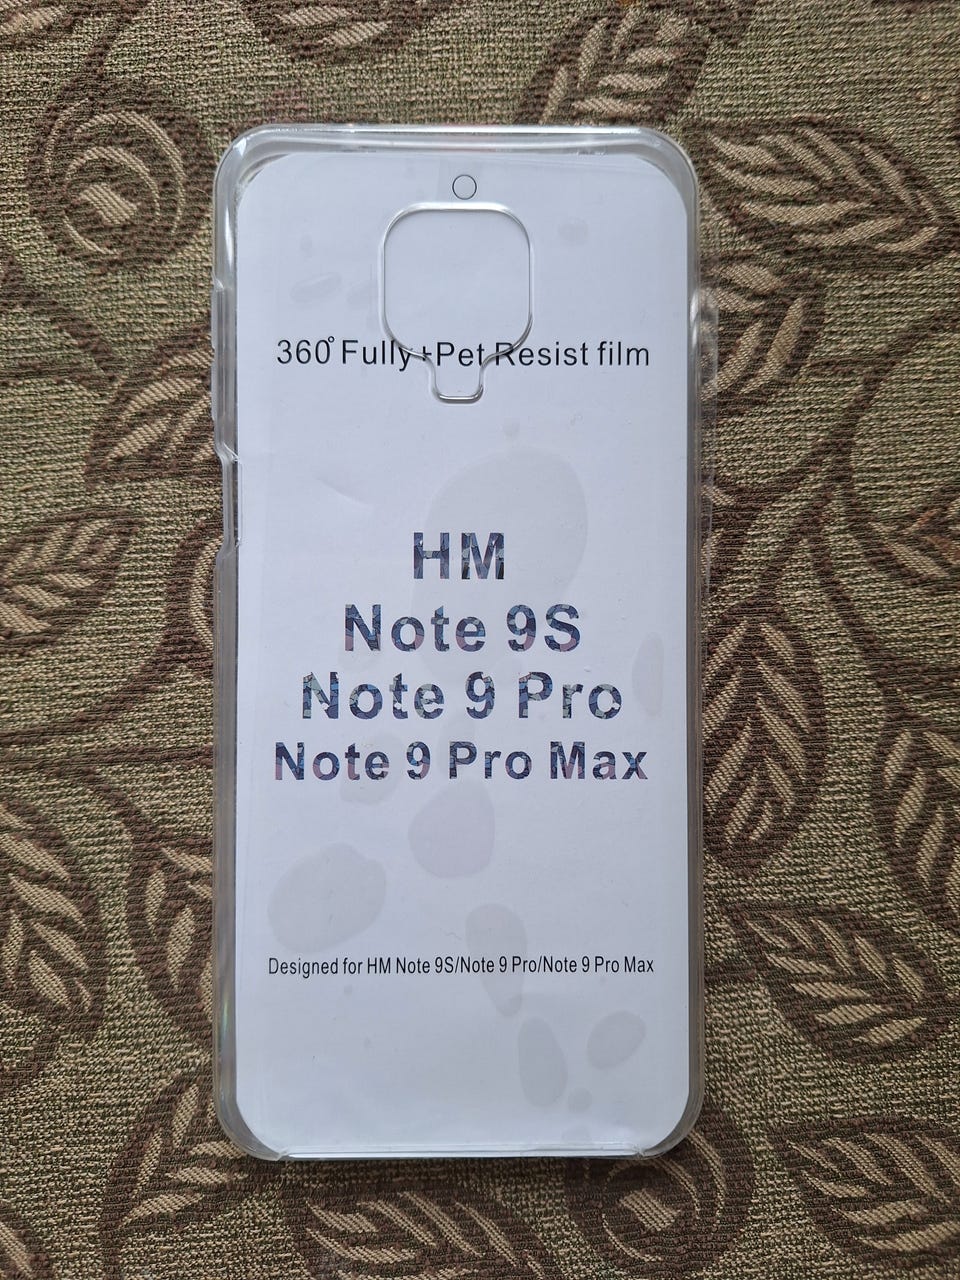 360° Fully+Pet Resist film
HM
Note 9S
Note 9 Pro
Note 9 Pro Max
Designed for HM Note 9S/Note 9 Pro/Note 9 Pro Max